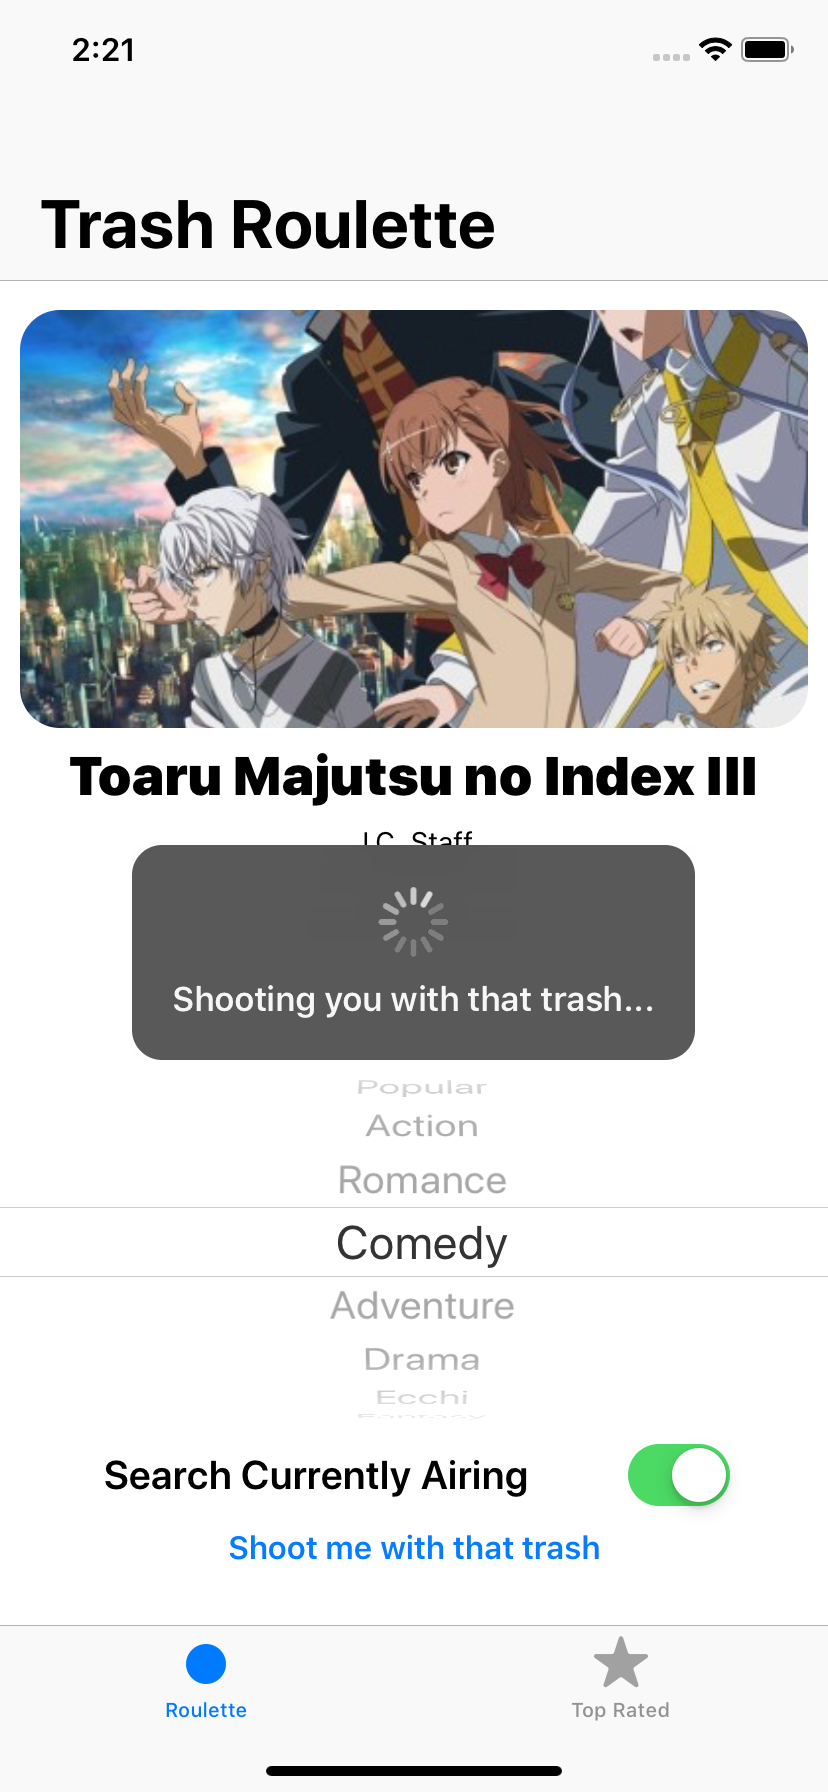 2:21
Trash Roulette
Toaru Majutsu no Index III
J.C. Staff
Shooting you with that trash...
Popular
Action
Romance
Comedy
Adventure
Drama
Ecchi
Fantasy
Search Currently Airing
Shoot me with that trash
Roulette
Top Rated